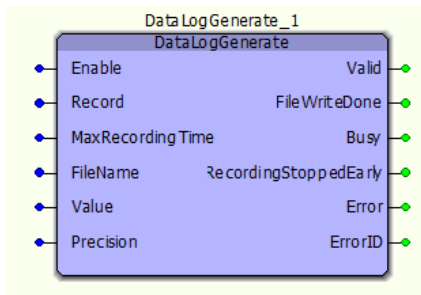 DataLogGenerate_1
DataLogGenerate
Enable Valid
Record FileWriteDone
MaxRecordingTime Busy
FileName RecordingStoppedEarly
Value Error
Precision ErrorID